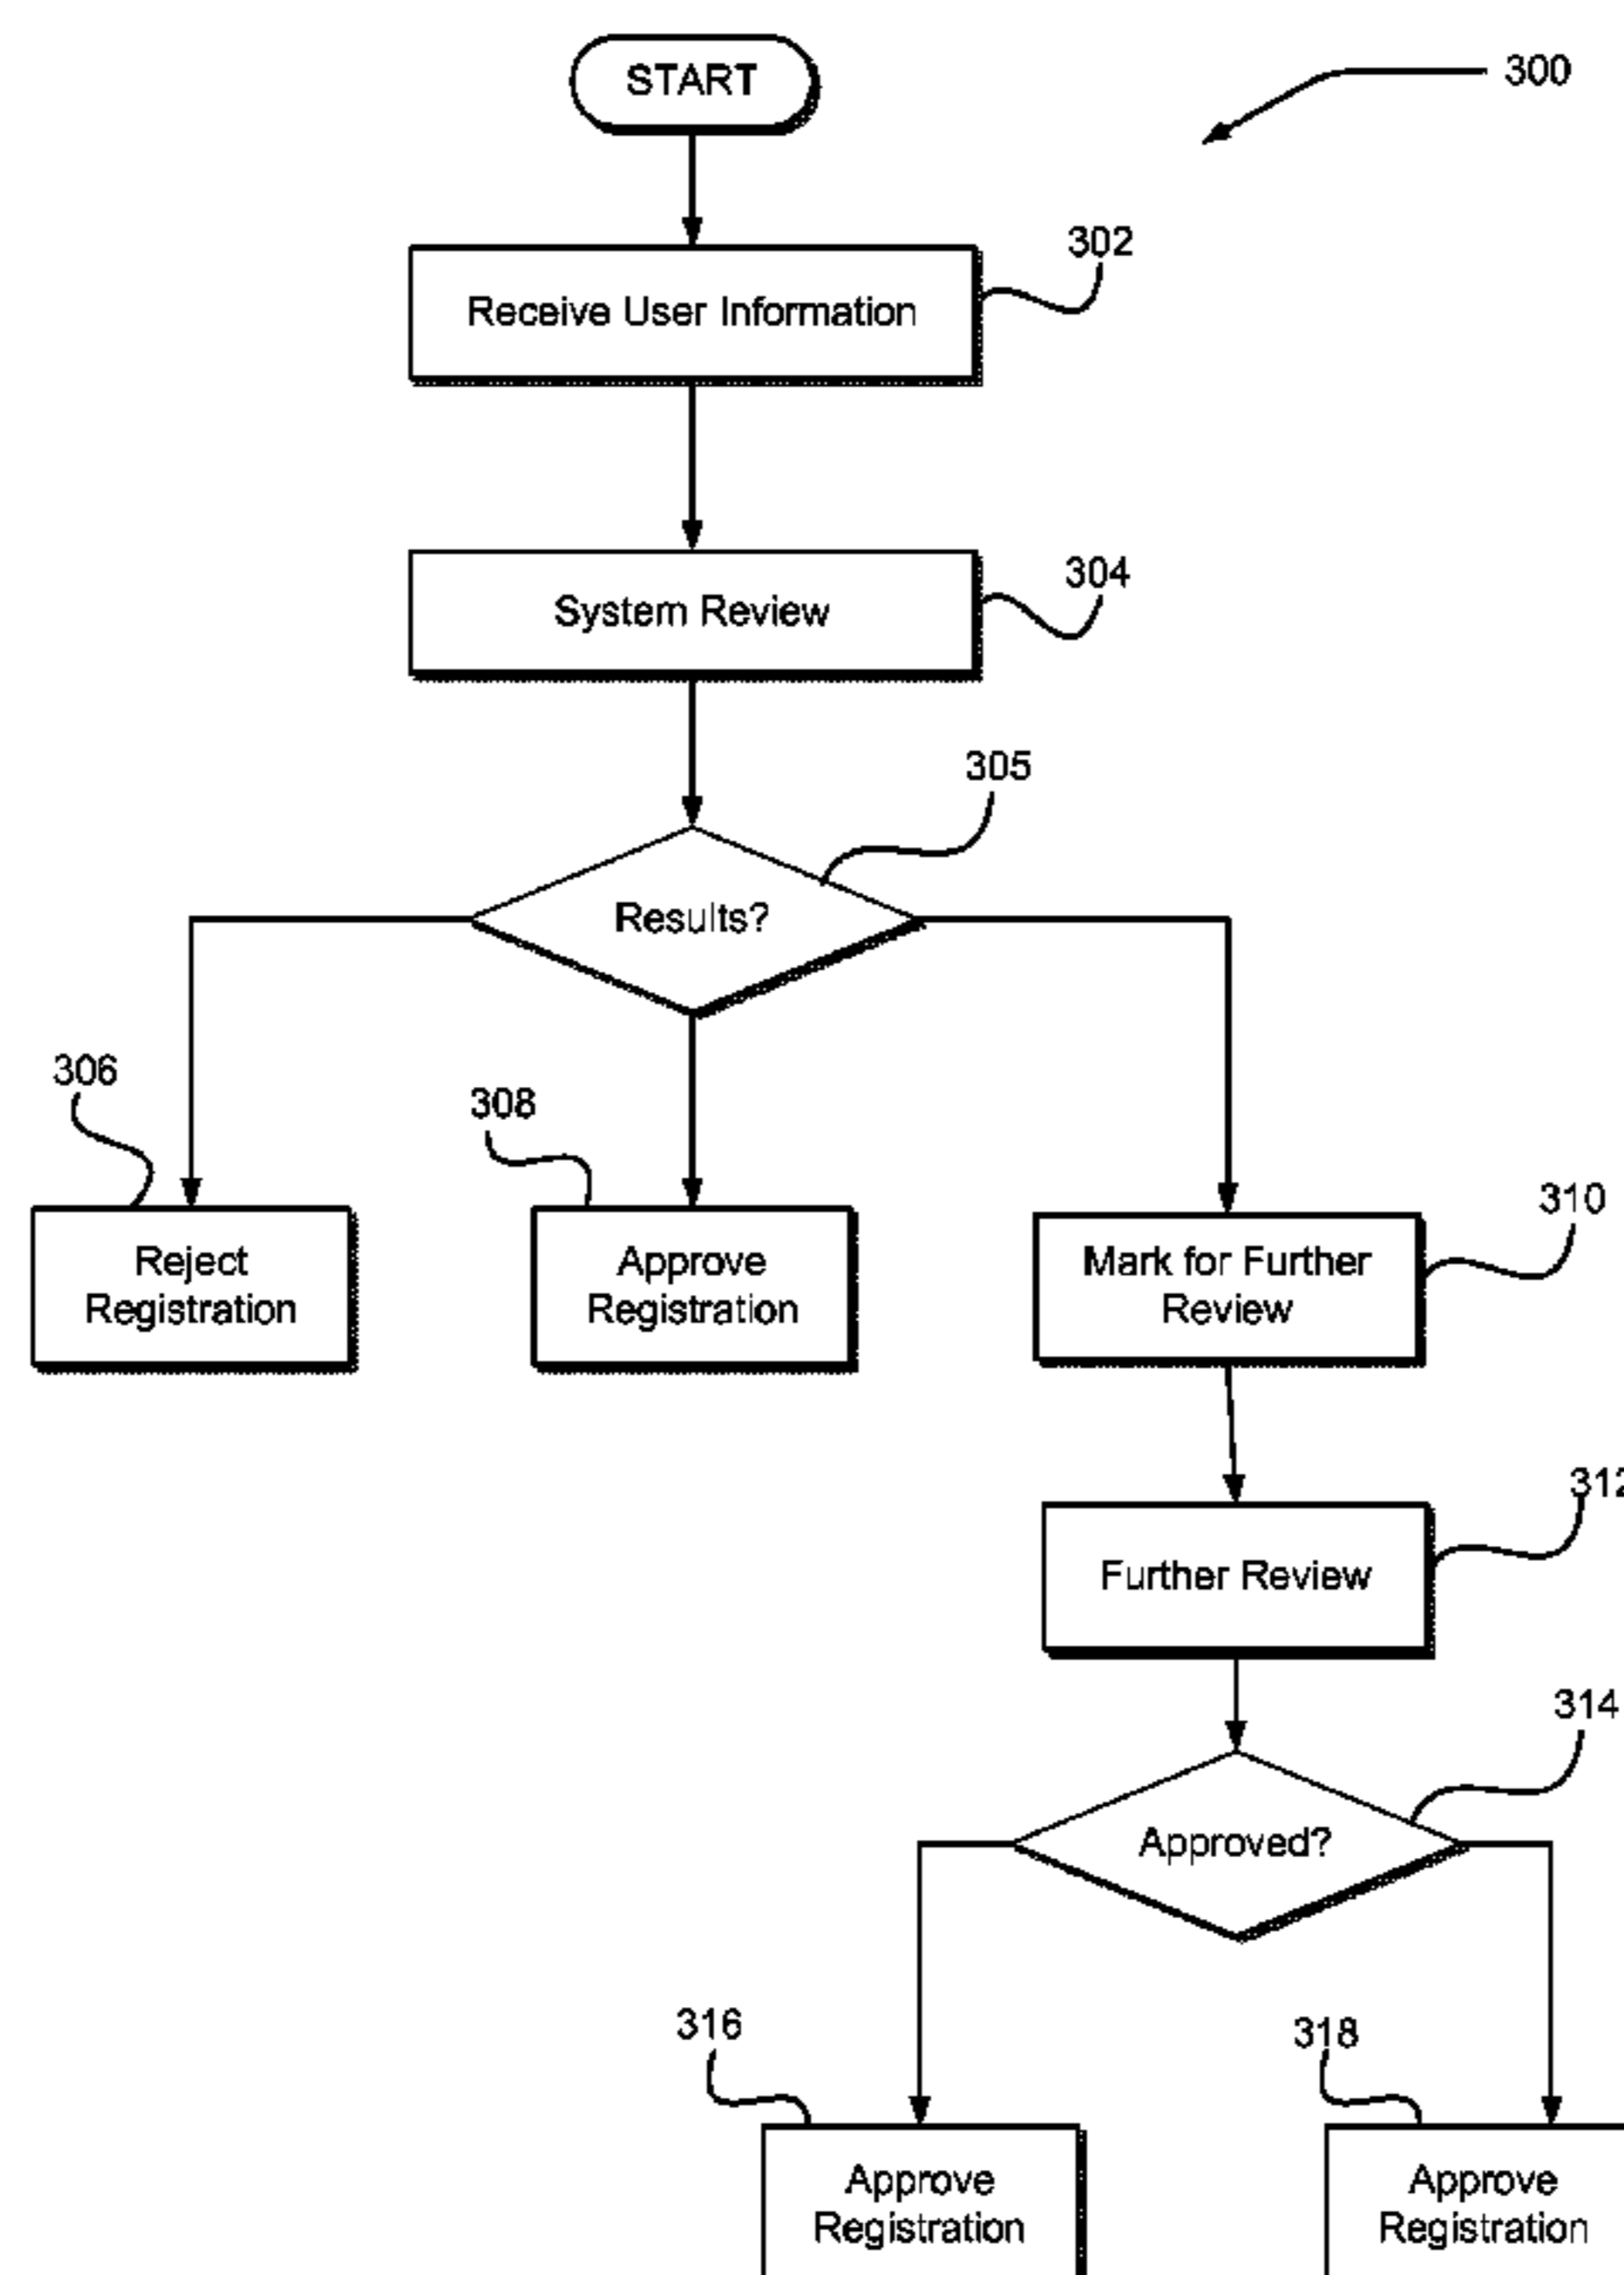 START
300
302
Receive User Information
304
System Review
305
Results?
306
308
310
Reject
Registration
Approve
Registration
Mark for Further
Review
312
Further Review
314
Approved?
316
318
Approve
Registration
Approve
Registration